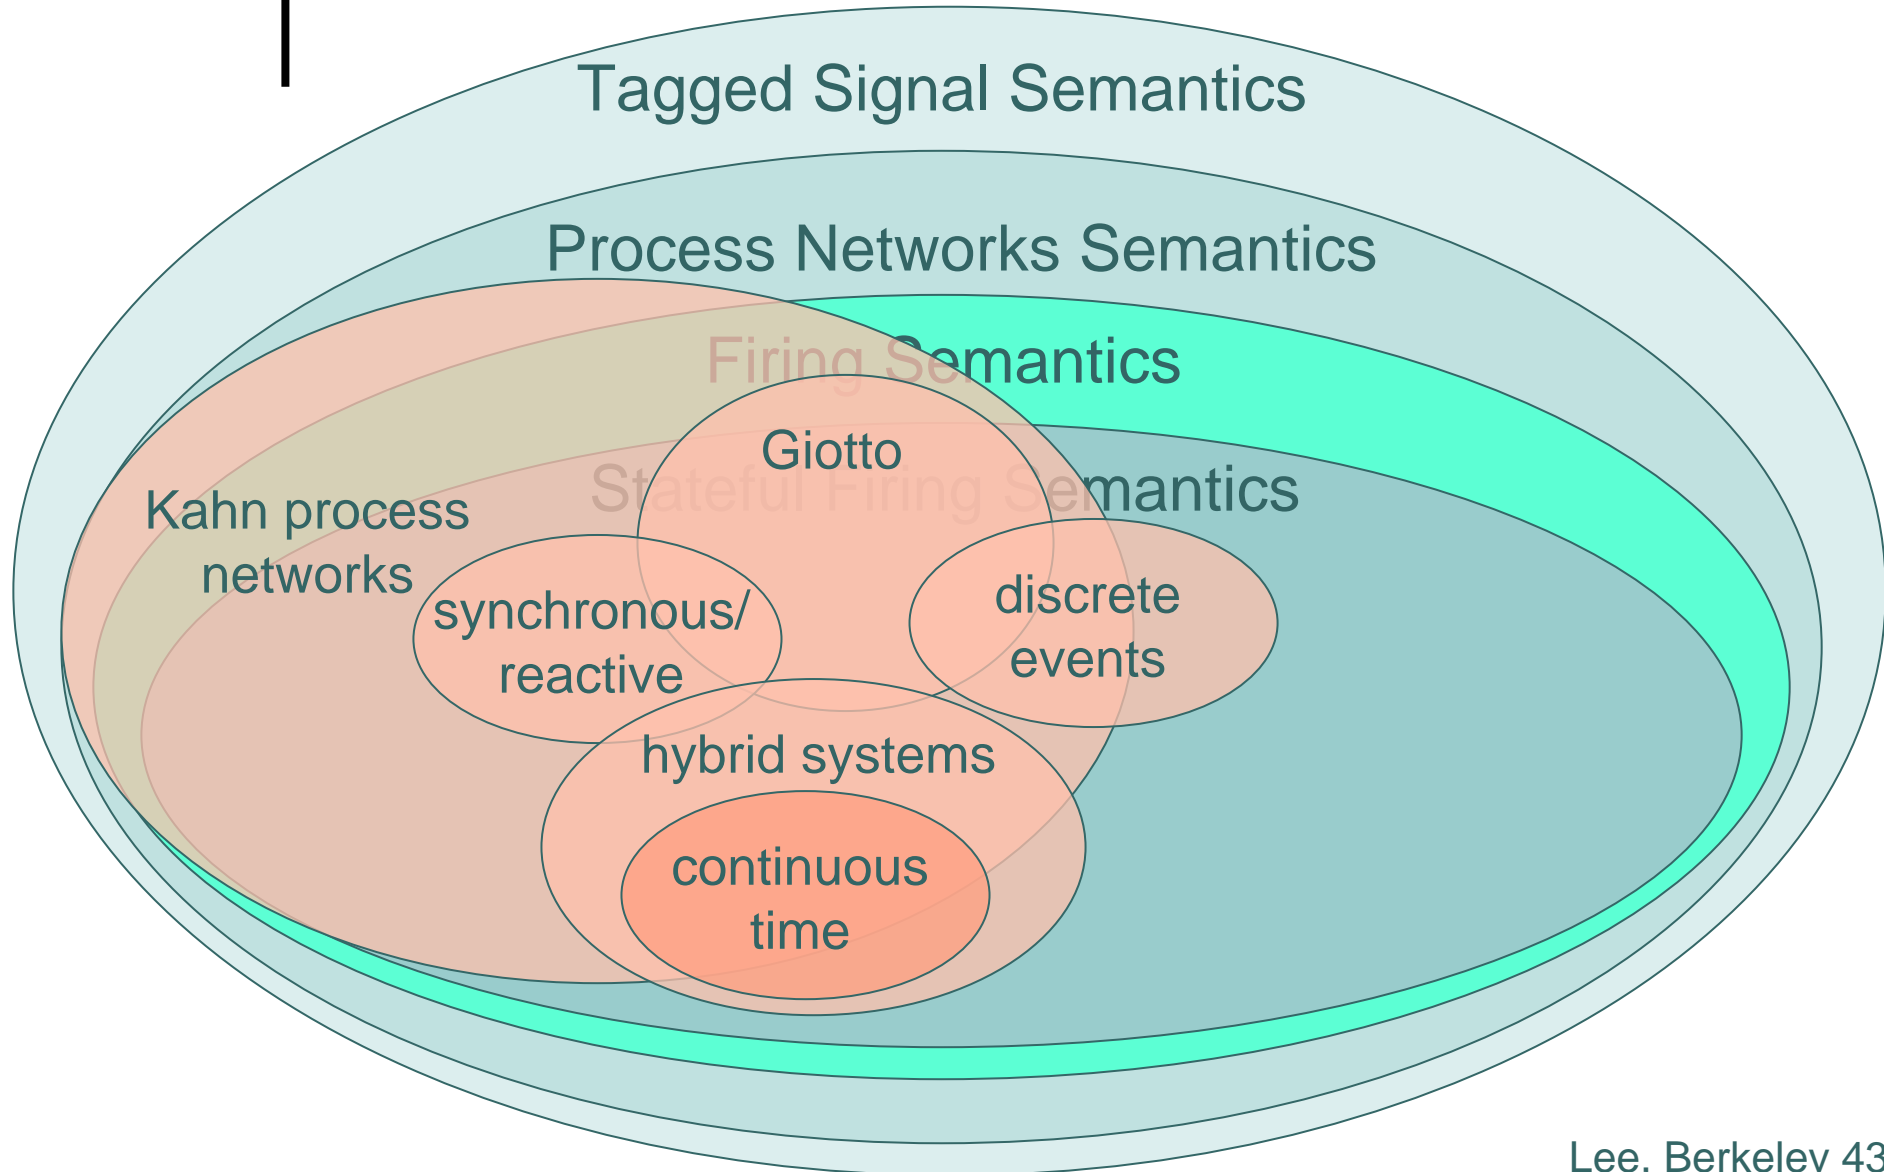 Tagged Signal Semantics
Process Networks Semantics
Firing Semantics
Giotto
Stateful Firing Semantics
Kahn process
networks
synchronous/
reactive
discrete
events
hybrid systems
continuous
time
Lee, Berkeley 43